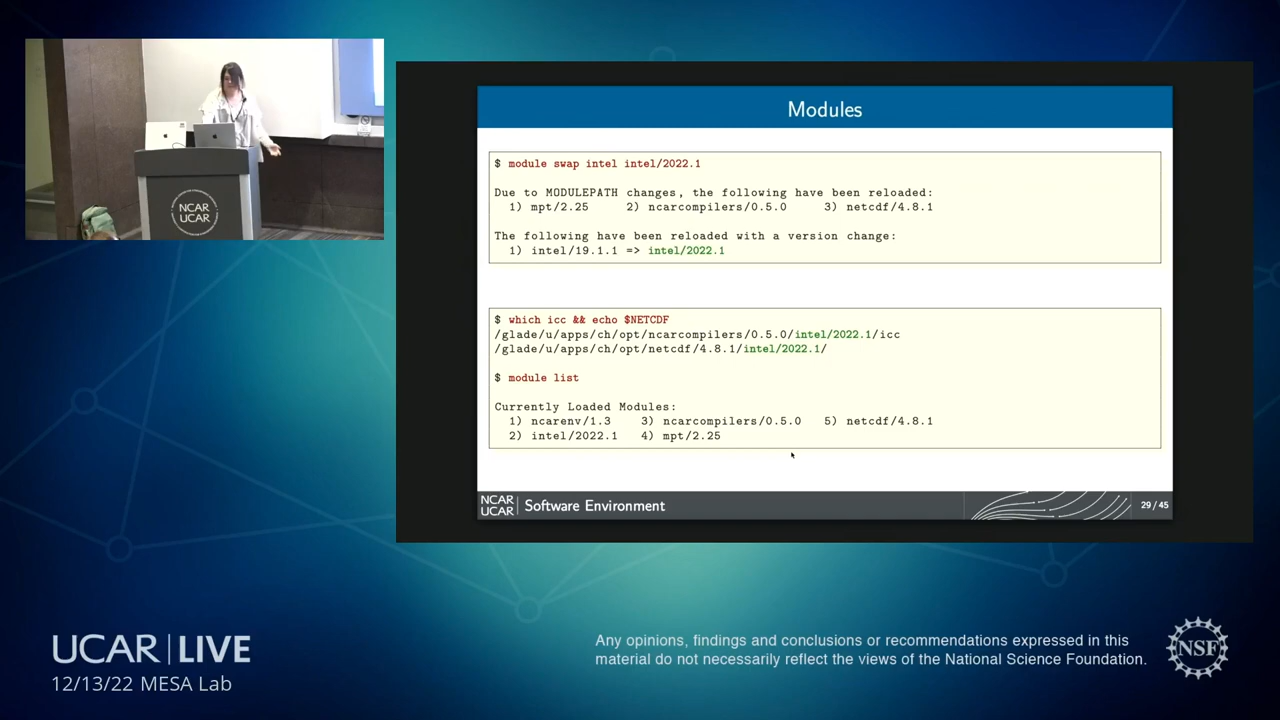 NCAR
UCAR
Modules
$ module swap intel intel/2022.1
Due to MODULEPATH changes, the following have been reloaded:
1) mpt/2.25 2) ncarcompilers/0.5.0 3) netcdf/4.8.1
The following have been reloaded with a version change:
1) intel/19.1.1 => intel/2022.1
$ which icc && echo $NETCDF
/glade/u/apps/ch/opt/ncarcompilers/0.5.0/intel/2022.1/icc
/glade/u/apps/ch/opt/netcdf/4.8.1/intel/2022.1/
$ module list
Currently Loaded Modules:
1) ncarenv/1.3 3) ncarcompilers/0.5.0 5) netcdf/4.8.1
2) intel/2022.1 4) mpt/2.25
NCAR
UCAR
Software Environment
29 / 45
UCAR | LIVE
12/13/22 MESA Lab
Any opinions, findings and conclusions or recommendations expressed in this
material do not necessarily reflect the views of the National Science Foundation.
NSF